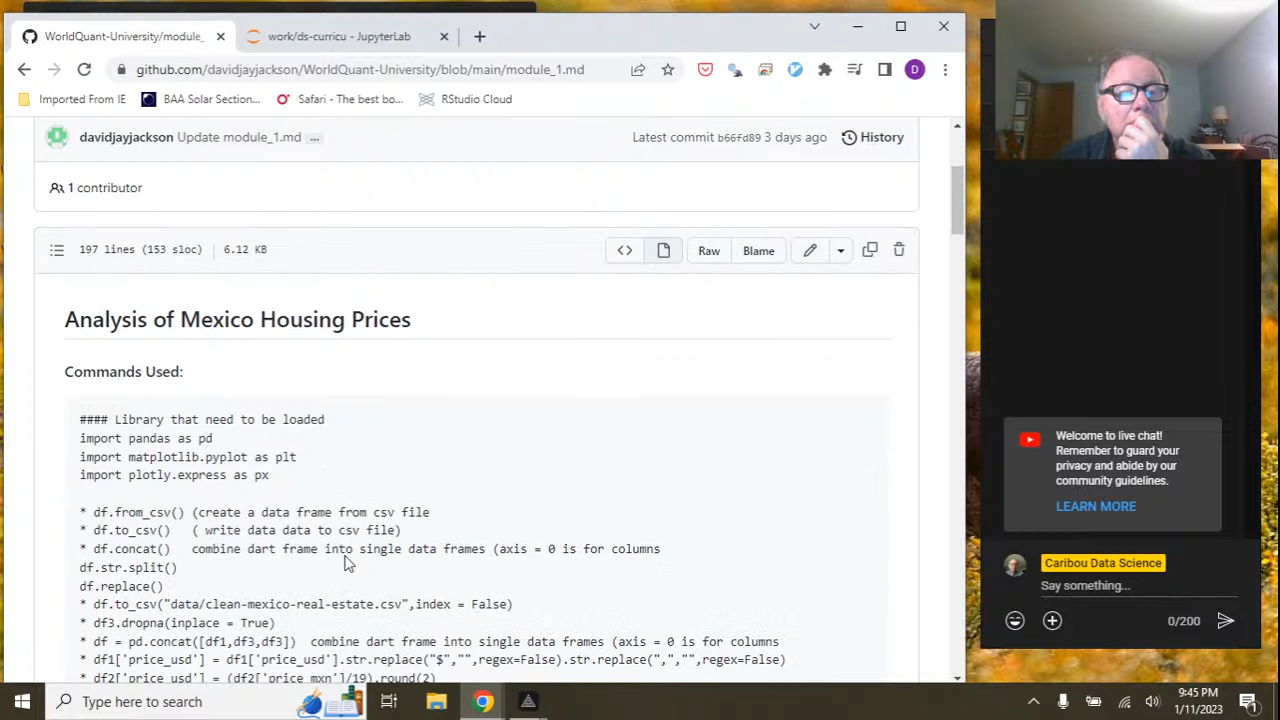 WorldQuant-University/module_
work/ds-curricu - JupyterLab
github.com/davidjayjackson/WorldQuant-University/blob/main/module_1.md
D
Imported From IE
BAA Solar Section...
Safari - The best bo...
RStudio Cloud
davidjayjackson Update module_1.md ...
Latest commit b66fd89 3 days ago
History
1 contributor
197 lines (153 sloc)
6.12 KB
Raw
Blame
Analysis of Mexico Housing Prices
Commands Used:
#### Library that need to be loaded
import pandas as pd
import matplotlib.pyplot as plt
import plotly.express as px
* df.from_csv() (create a data frame from csv file
* df.to_csv() ( write data data to csv file)
* df.concat() combine dart frame into single data frames (axis = 0 is for columns
df.str.split()
df.replace()
* df.to_csv("data/clean-mexico-real-estate.csv",index = False)
* df3.dropna(inplace = True)
* df = pd.concat([df1,df3,df3]) combine dart frame into single data frames (axis = 0 is for columns
* df1['price_usd'] = df1['price_usd'].str.replace("$","",regex=False).str.replace(",","",regex=False)
* df2['price_usd'] = (df2['price_mxn']/19).round(2)
Welcome to live chat!
Remember to guard your
privacy and abide by our
community guidelines.
LEARN MORE
Caribou Data Science
Say something...
0/200
Type here to search
9:45 PM
1/11/2023
1